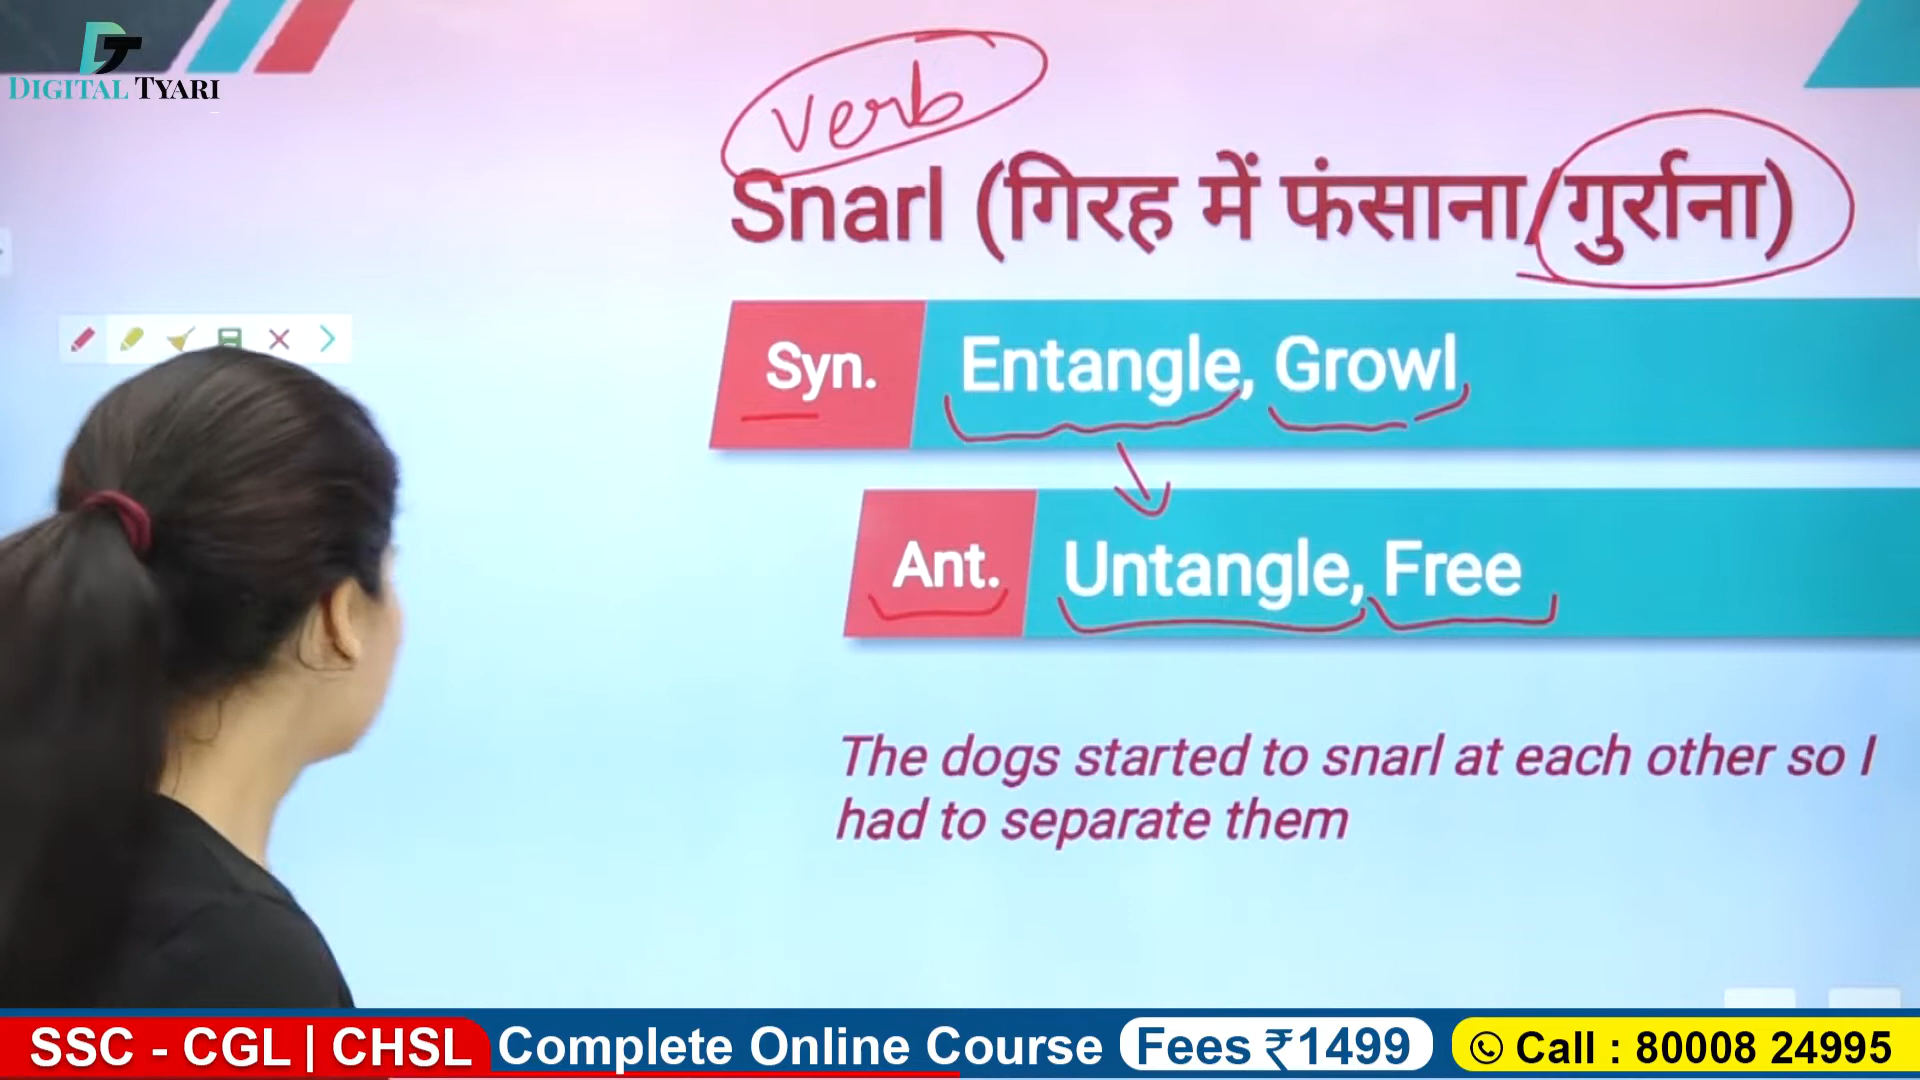 DIGITAL TYARI
verb
Snarl (गिरह में फंसाना/गुर्राना)
Syn. Entangle, Growl
Ant. Untangle, Free
The dogs started to snarl at each other so I
had to separate them
SSC - CGL | CHSL Complete Online Course Fees ₹1499 Call : 80008 24995